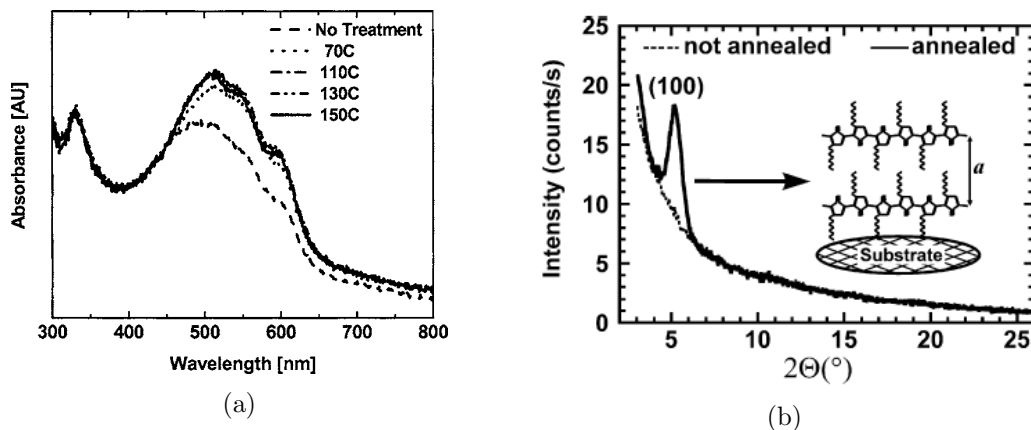 No Treatment
70C
110C
130C
150C
Absorbance [AU]
300 400 500 600 700 800
Wavelength [nm]
(a)
25
not annealed annealed
20
(100)
15
10
5
0
a
Substrate
Intensity (counts/s)
5 10 15 20 25
2Θ(°)
(b)